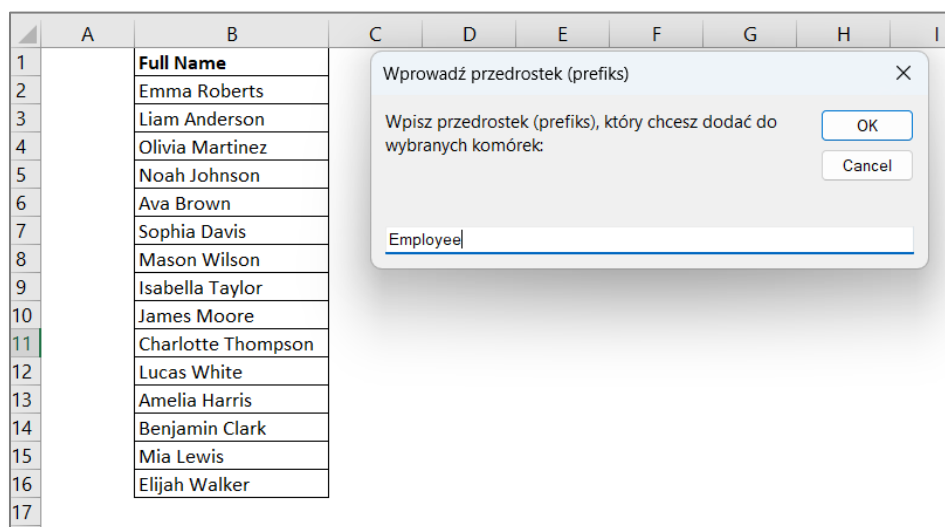 A B C D E F G H I
1 Full Name
2 Emma Roberts
3 Liam Anderson
4 Olivia Martinez
5 Noah Johnson
6 Ava Brown
7 Sophia Davis
8 Mason Wilson
9 Isabella Taylor
10 James Moore
11 Charlotte Thompson
12 Lucas White
13 Amelia Harris
14 Benjamin Clark
15 Mia Lewis
16 Elijah Walker
17
Wprowadź przedrostek (prefiks)
Wpisz przedrostek (prefiks), który chcesz dodać do
wybranych komórek:
OK
Cancel
Employee